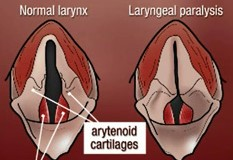 Normal larynx
Laryngeal paralysis
arytenoid
cartilages